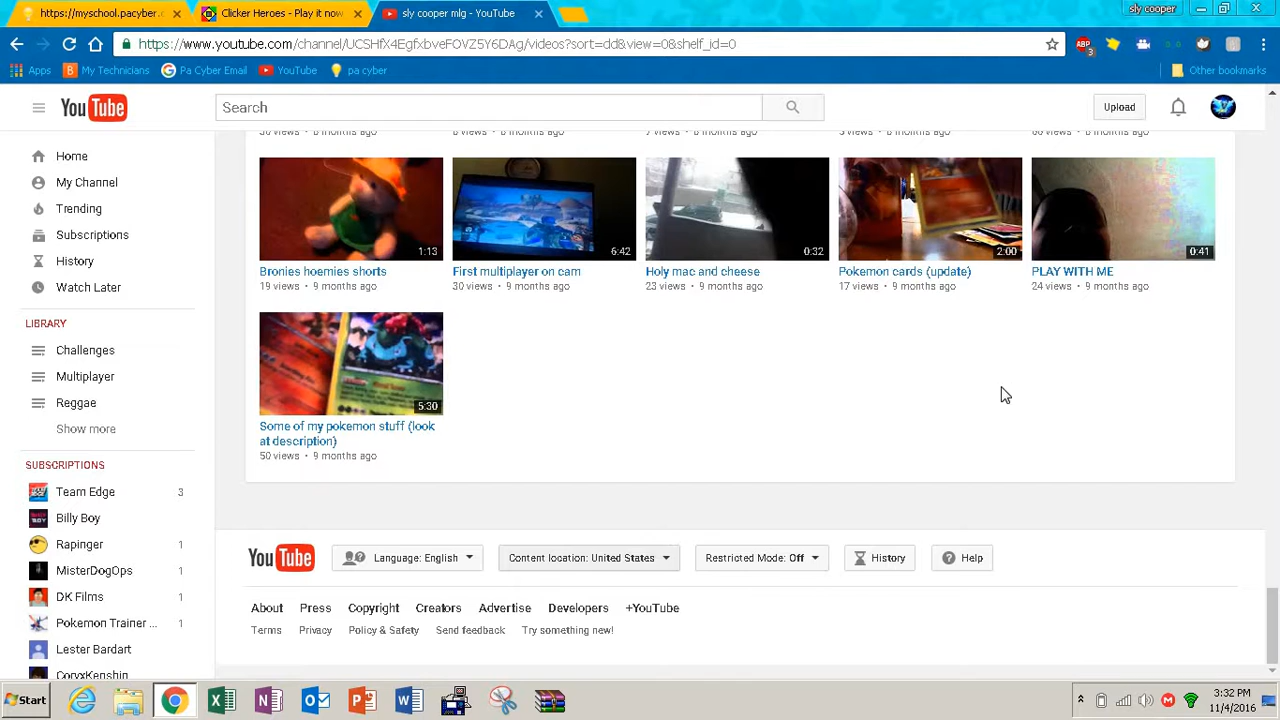 https://myschool.pacyber.c
Clicker Heroes - Play it now
sly cooper mlg - YouTube
sly cooper
https://www.youtube.com/channel/UCSHfX4EgfxbveFOVZ5Y6DAg/videos?sort=dd&view=0&shelf_id=0
ABP
3
Apps
My Technicians
Pa Cyber Email
YouTube
pa cyber
Other bookmarks
YouTube
Search
Upload
Home
My Channel
Trending
Subscriptions
History
Watch Later
LIBRARY
Challenges
Multiplayer
Reggae
Show more
SUBSCRIPTIONS
Team Edge 3
Billy Boy
Rapinger 1
MisterDogOps 1
DK Films 1
Pokemon Trainer ... 1
Lester Bardart
CoryxKenshin
1:13
Bronies hoemies shorts
19 views • 9 months ago
6:42
First multiplayer on cam
30 views • 9 months ago
0:32
Holy mac and cheese
23 views • 9 months ago
2:00
Pokemon cards (update)
17 views • 9 months ago
0:41
PLAY WITH ME
24 views • 9 months ago
5:30
Some of my pokemon stuff (look
at description)
50 views • 9 months ago
YouTube
Language: English
Content location: United States
Restricted Mode: Off
History
Help
About Press Copyright Creators Advertise Developers +YouTube
Terms Privacy Policy & Safety Send feedback Try something new!
Start
3:32 PM
11/4/2016